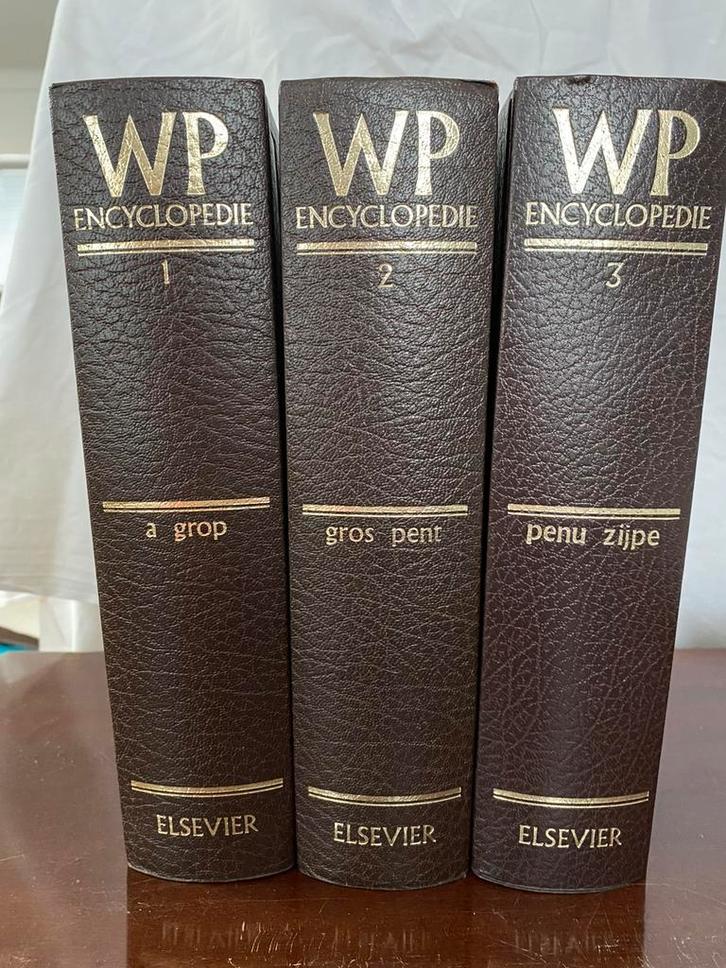 WP
ENCYCLOPEDIE
1
a grop
ELSEVIER
WP
ENCYCLOPEDIE
2
gros pent
ELSEVIER
WP
ENCYCLOPEDIE
3
penu zijpe
ELSEVIER